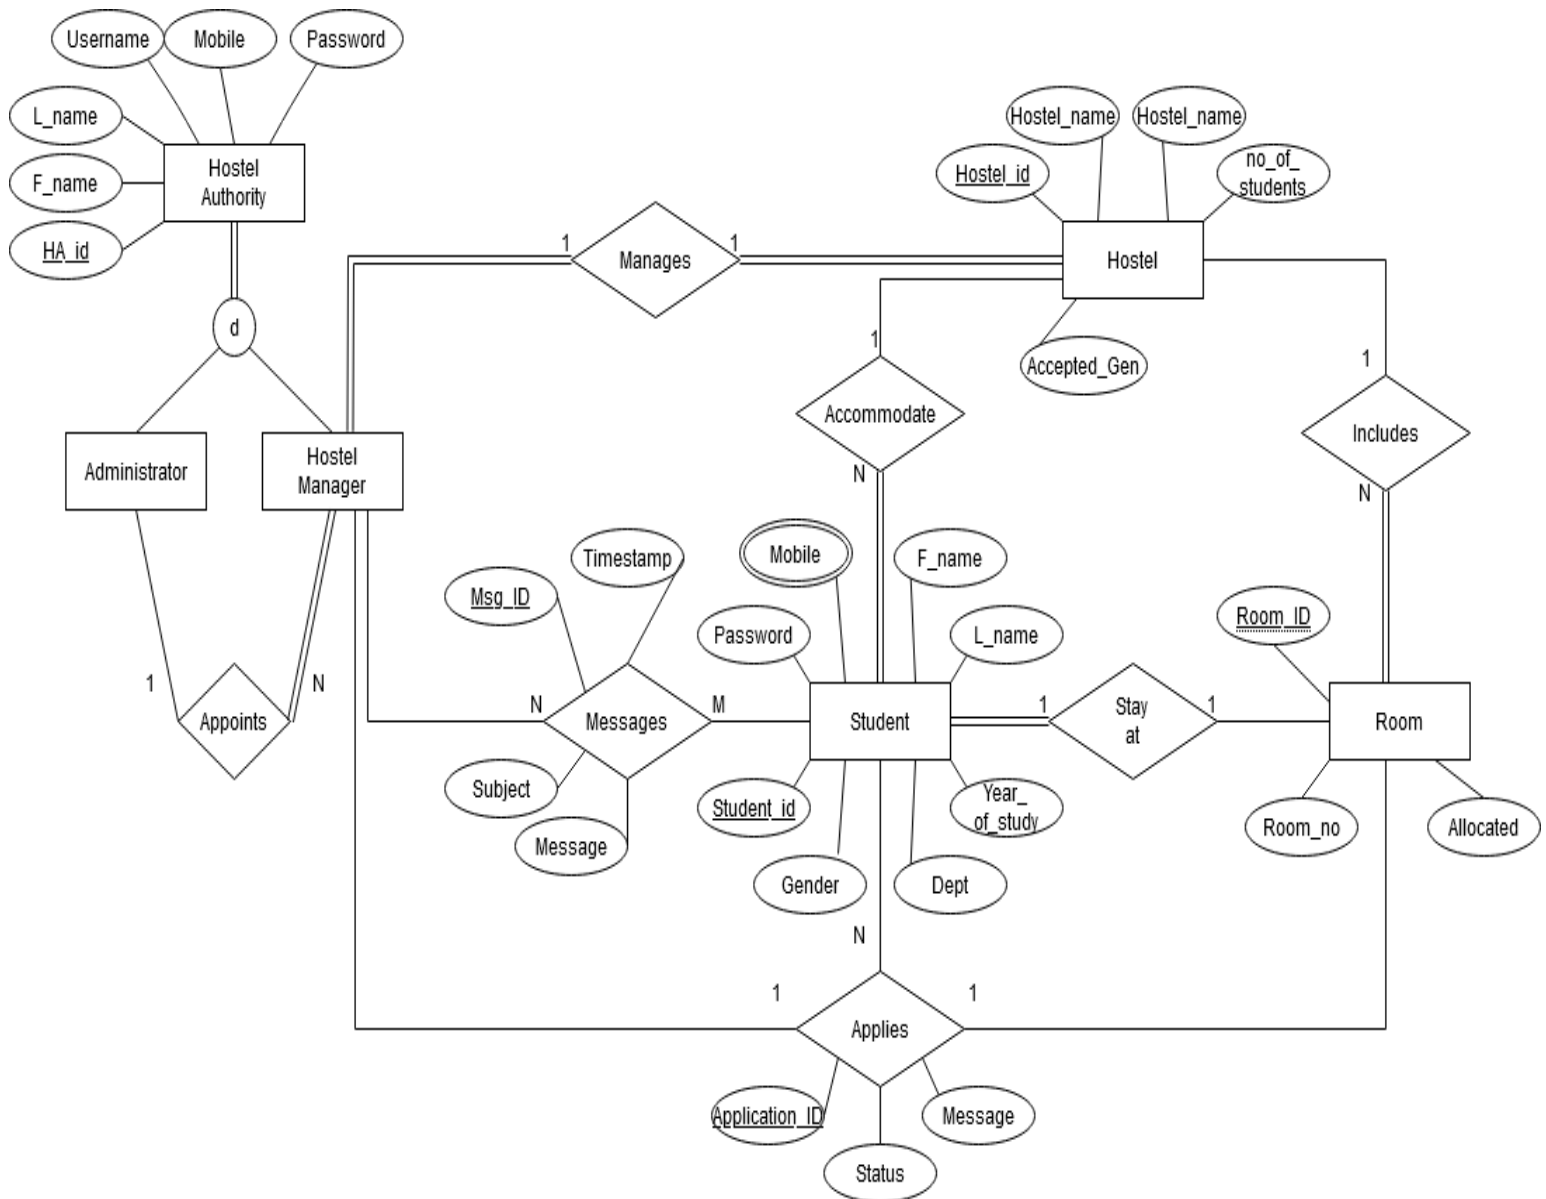 Username
Mobile
Password
L_name
Hostel
Authority
F_name
HA_id
d
Hostel_name
Hostel_name
Hostel_id
no_of_
students
1
Manages
1
Hostel
Accepted_Gen
1
Accommodate
N
1
Includes
N
Administrator
Hostel
Manager
1
Appoints
N
Timestamp
Msg_ID
N
Messages
M
Subject
Message
Mobile
F_name
Password
L_name
Student
Student_id
Year_
of_study
Gender
Dept
1
Stay
at
1
Room_ID
Room
Room_no
Allocated
N
1
1
Applies
Application_ID
Message
Status